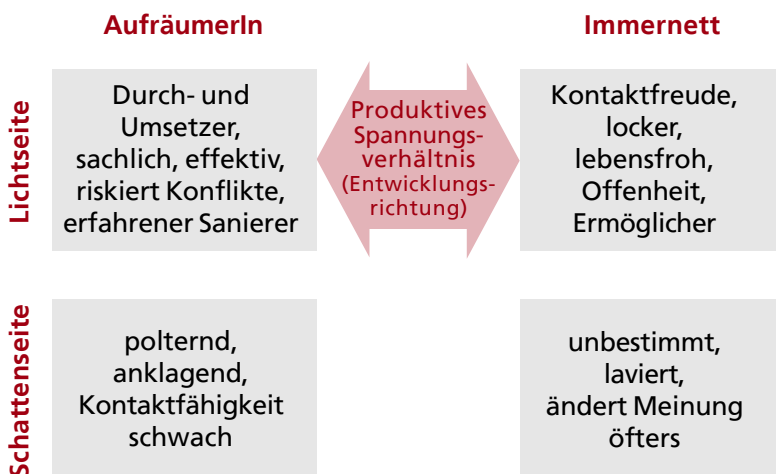 AufräumerIn
Immernett
Lichtseite
Durch- und
Umsetzer,
sachlich, effektiv,
riskiert Konflikte,
erfahrener Sanierer
Produktives
Spannungs-
verhältnis
(Entwicklungs-
richtung)
Kontaktfreude,
locker,
lebensfroh,
Offenheit,
Ermöglicher
Schattenseite
polternd,
anklagend,
Kontaktfähigkeit
schwach
unbestimmt,
laviert,
ändert Meinung
öfters